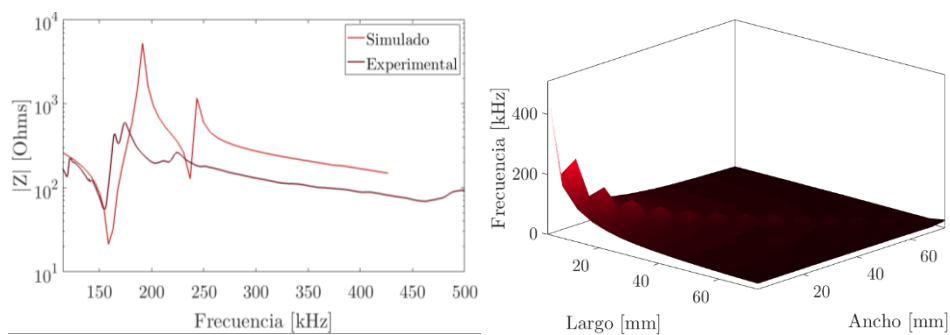 10^4
10^3
10^2
10^1
|Z| [Ohms]
Simulado
Experimental
150 200 250 300 350 400 450 500
Frecuencia [kHz]
Frecuencia [kHz]
400
200
0
20
40
60
Largo [mm]
20
40
60
Ancho [mm]